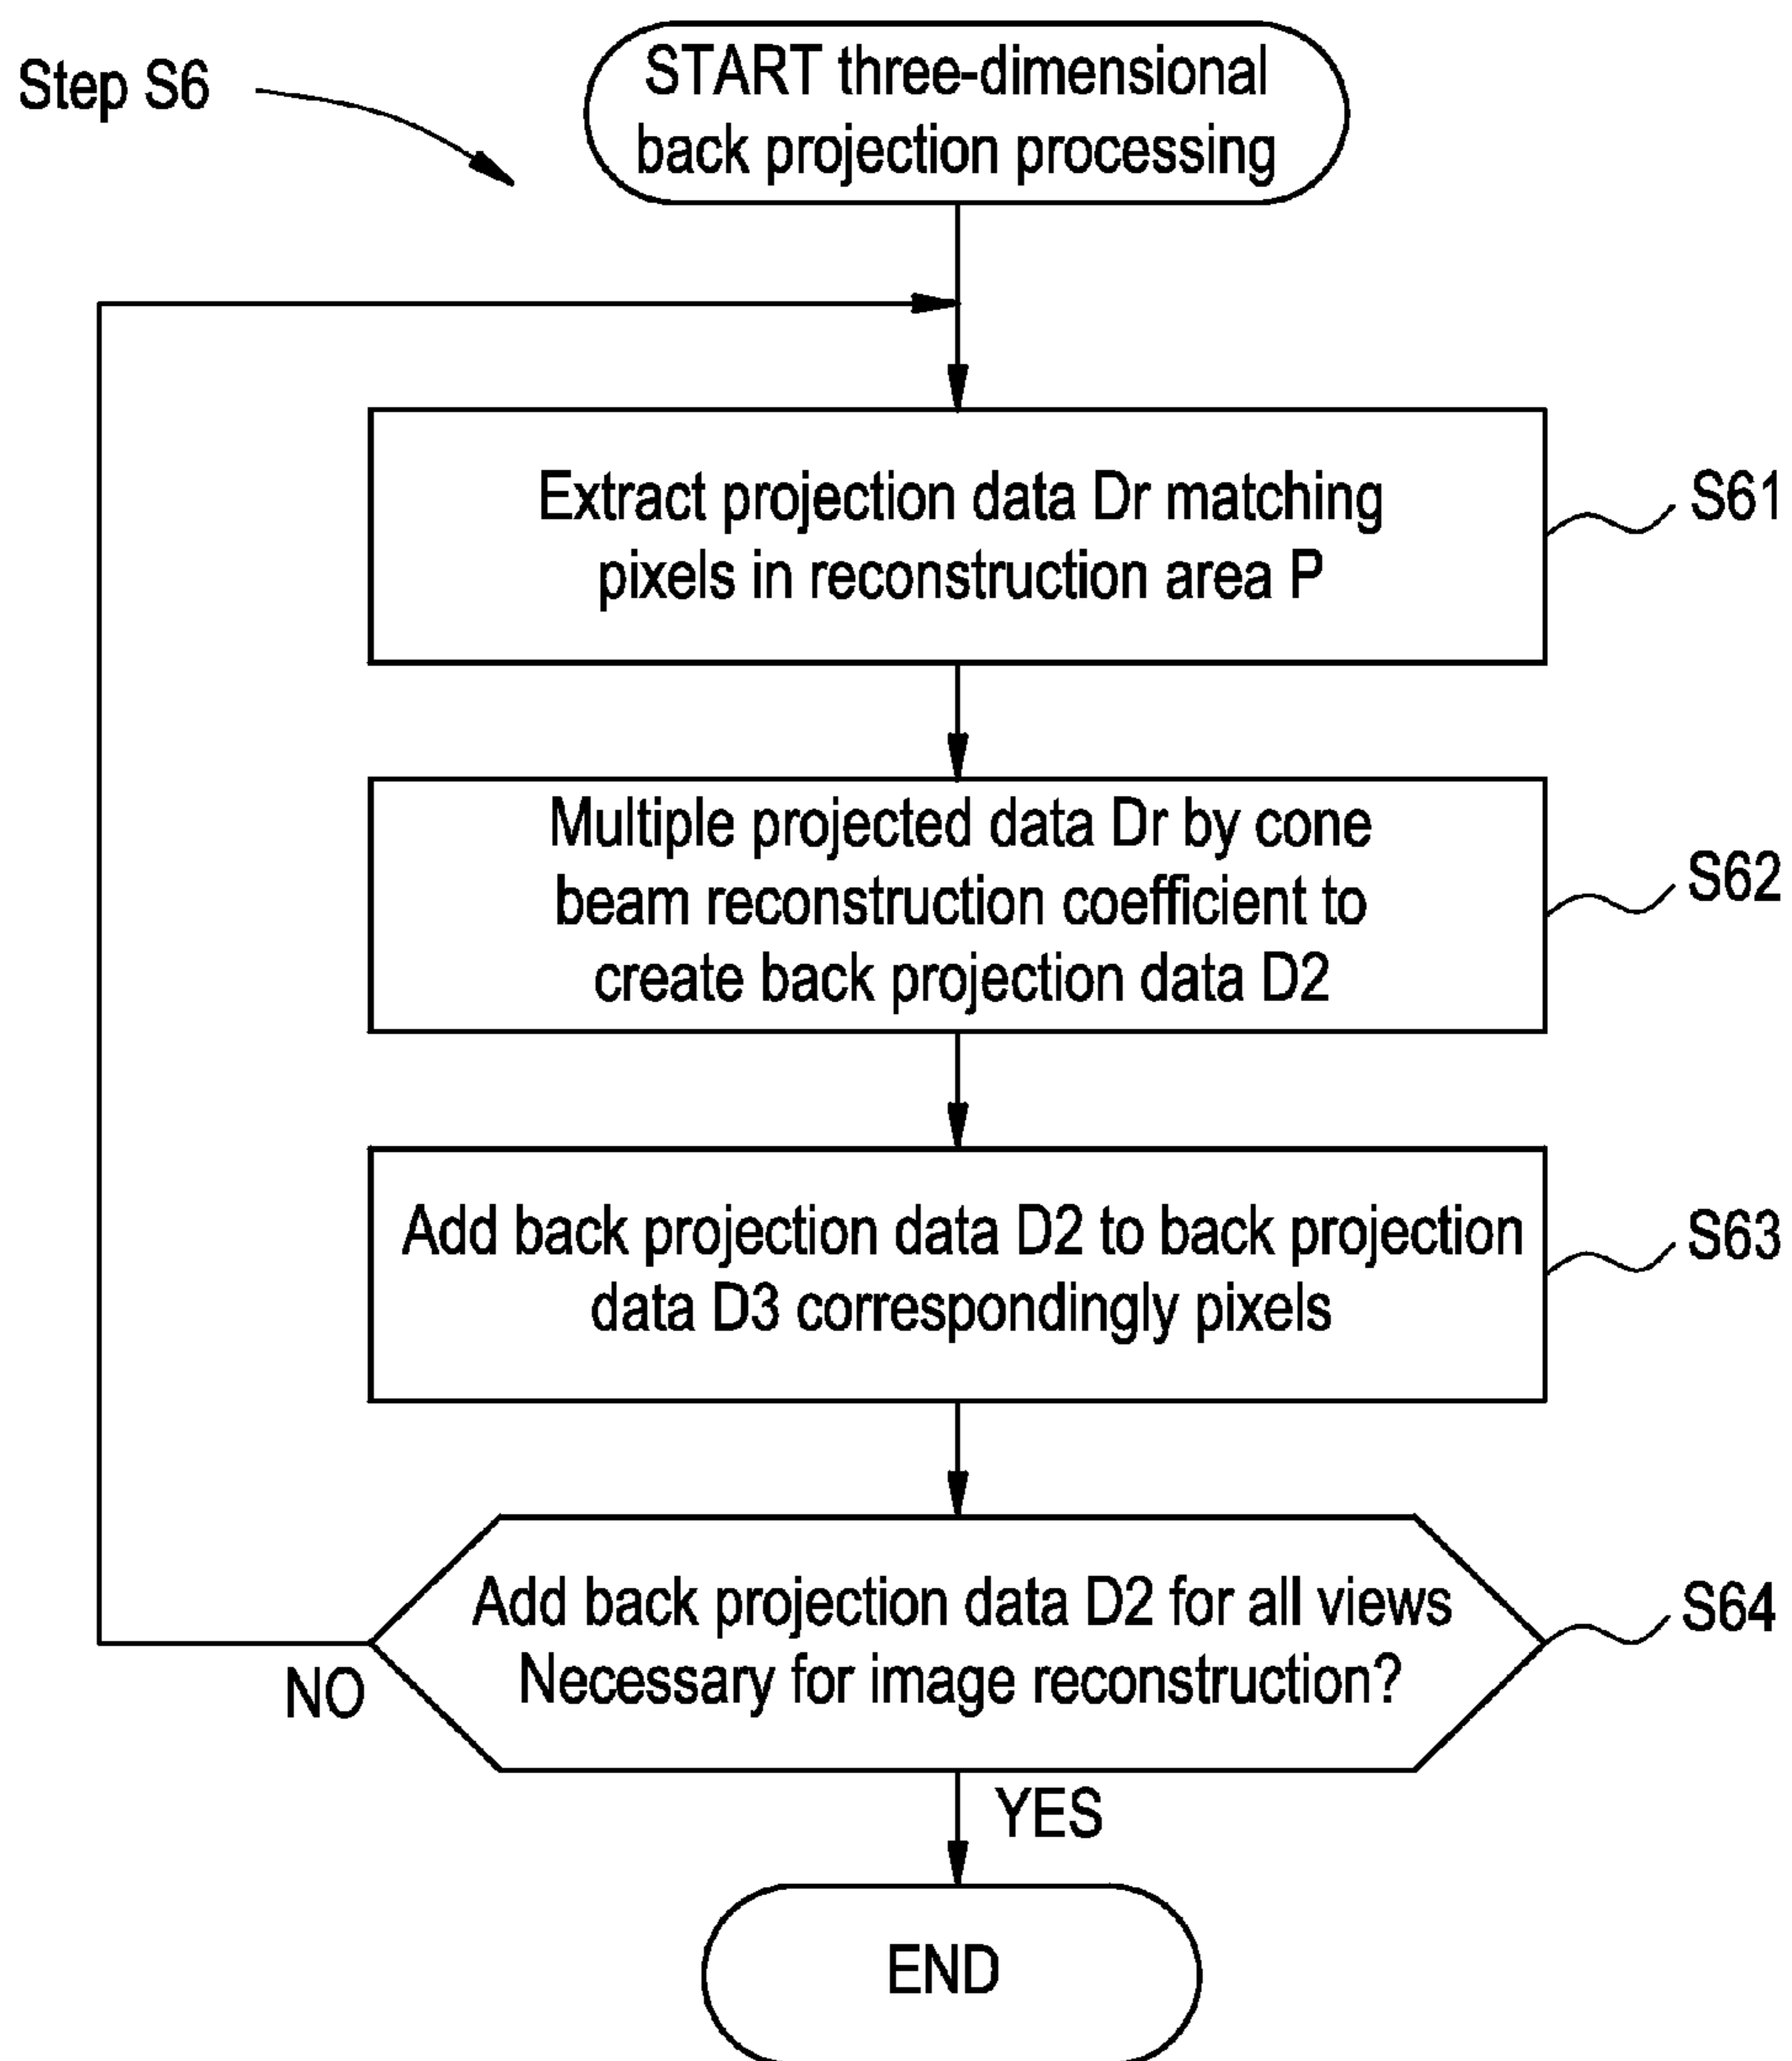 Step S6
START three-dimensional
back projection processing
Extract projection data Dr matching
pixels in reconstruction area P
S61
Multiple projected data Dr by cone
beam reconstruction coefficient to
create back projection data D2
S62
Add back projection data D2 to back projection
data D3 correspondingly pixels
S63
Add back projection data D2 for all views
Necessary for image reconstruction?
S64
NO
YES
END